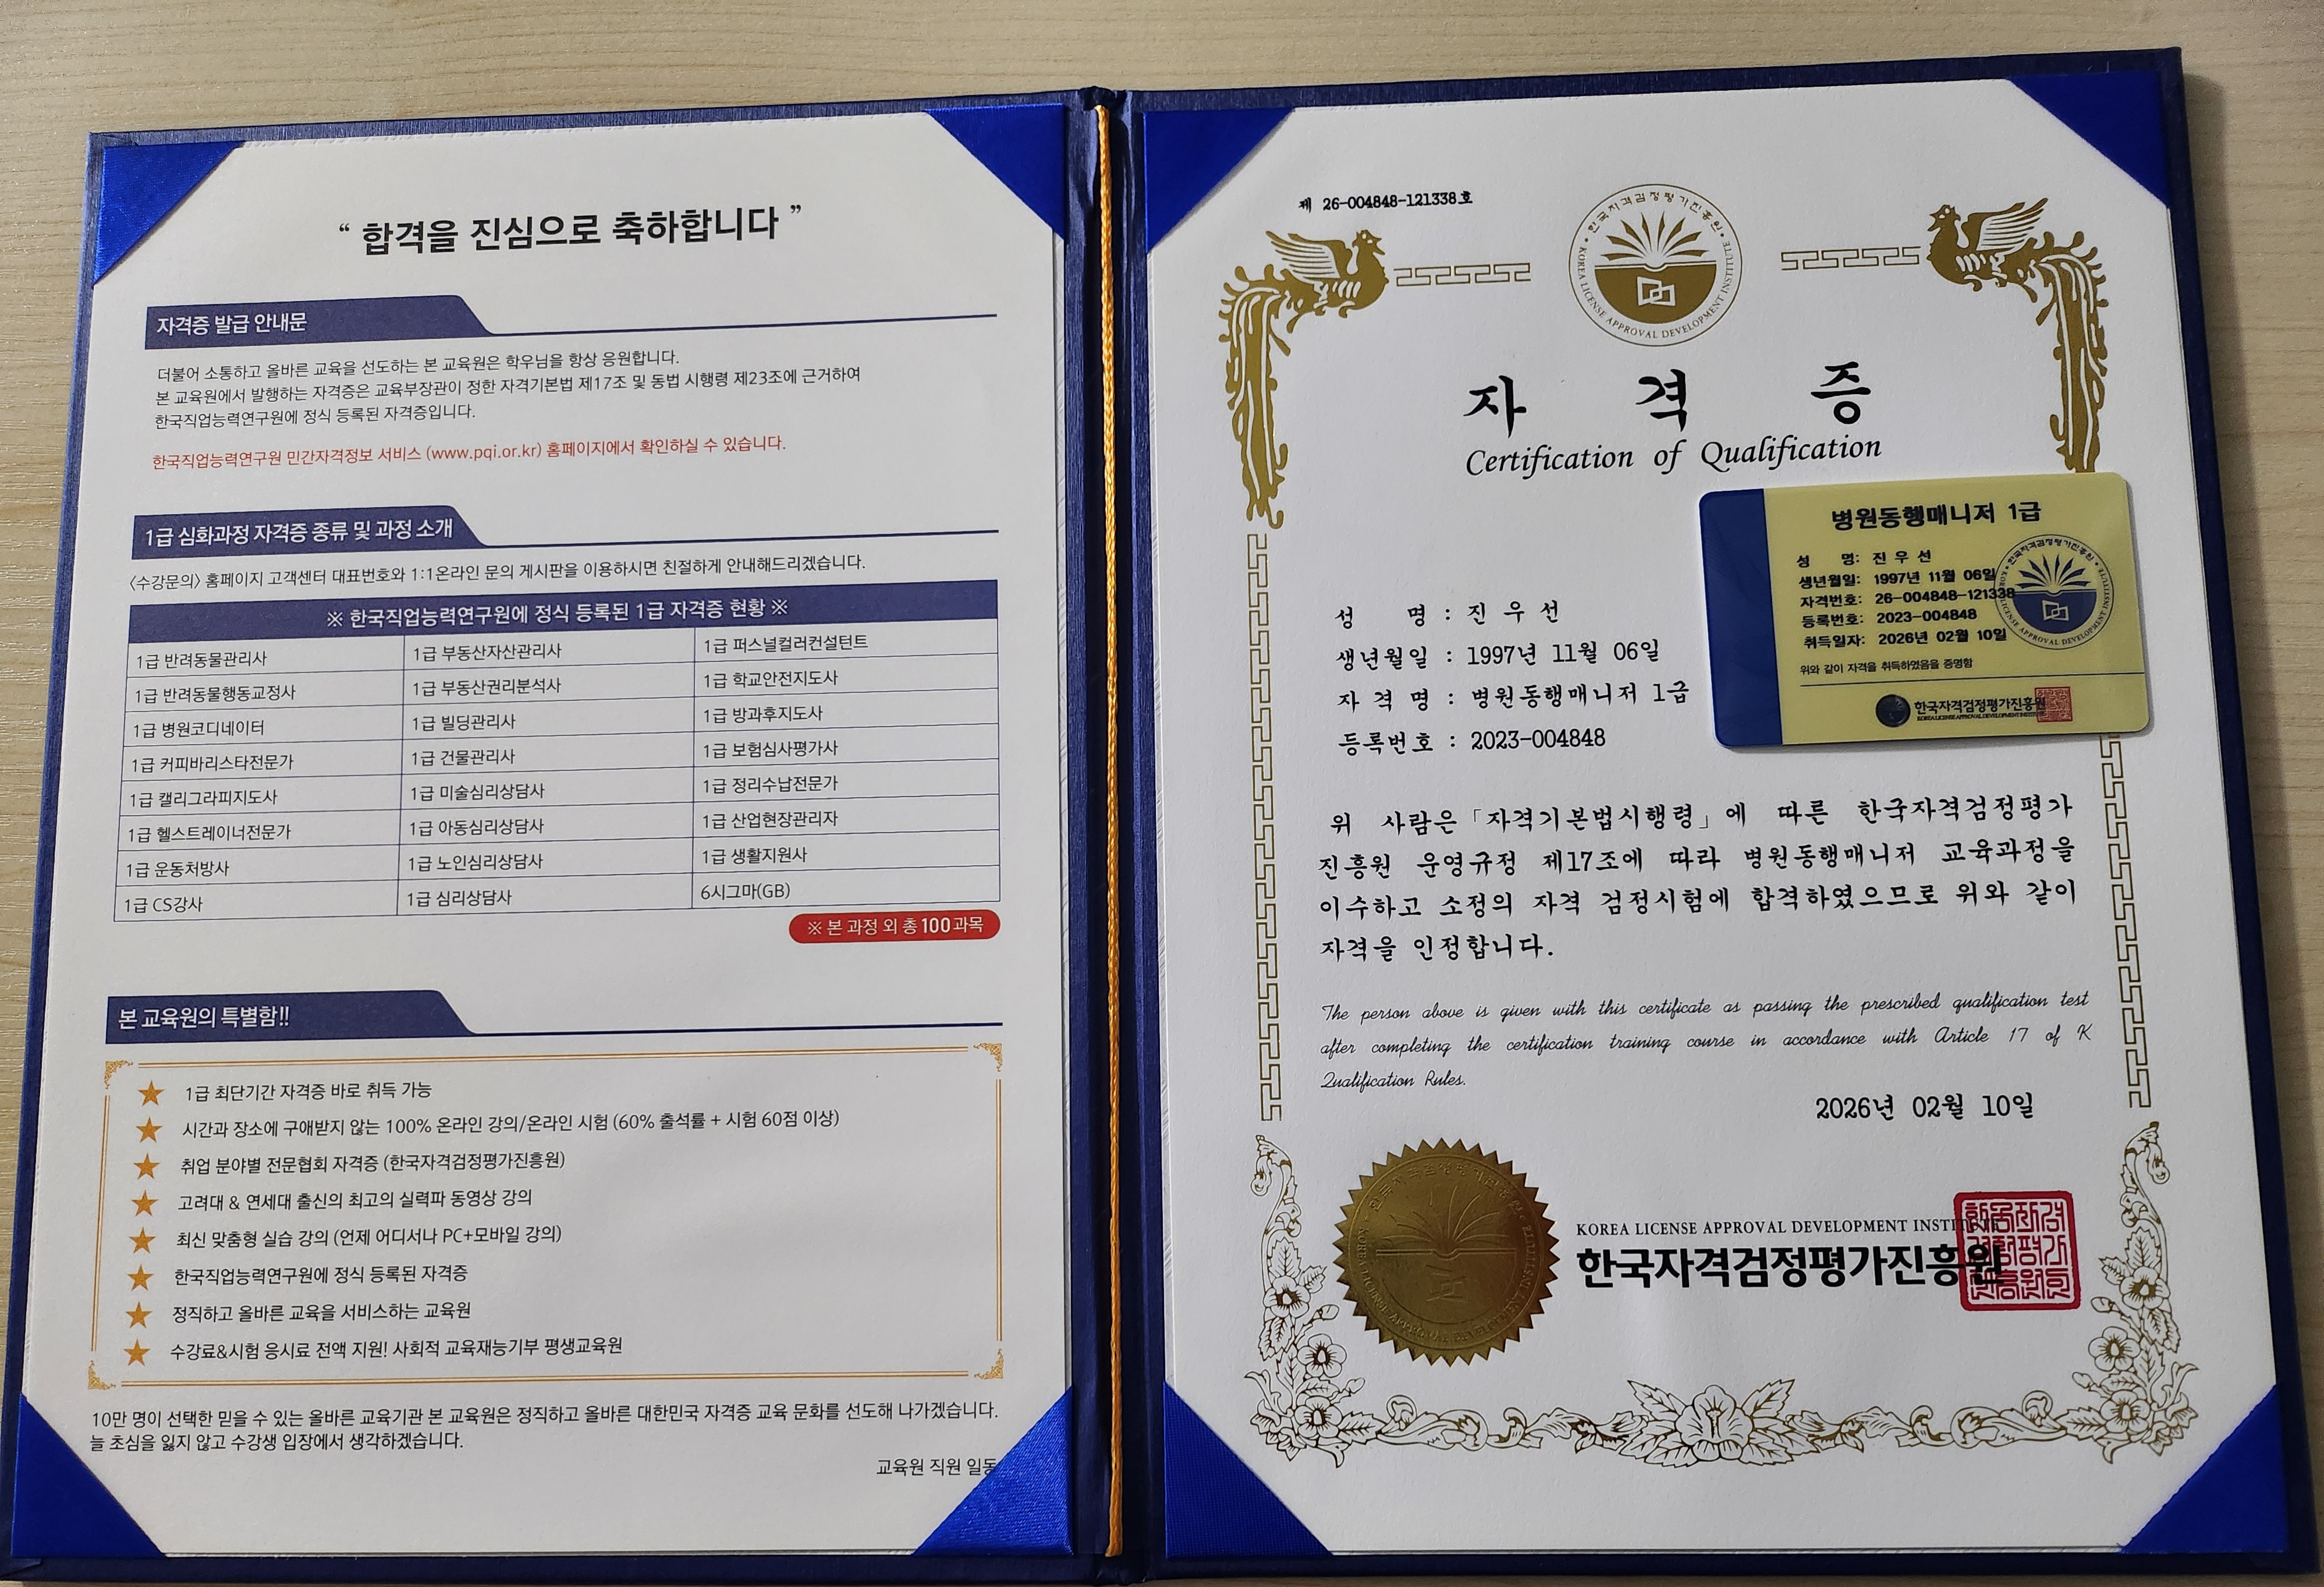 “ 합격을 진심으로 축하합니다 ”
자격증 발급 안내문
더불어 소통하고 올바른 교육을 선도하는 본 교육원은 학우님을 항상 응원합니다.
본 교육원에서 발행하는 자격증은 교육부장관이 정한 자격기본법 제17조 및 동법 시행령 제23조에 근거하여
한국직업능력연구원에 정식 등록된 자격증입니다.
한국직업능력연구원 민간자격정보 서비스 (www.pqi.or.kr) 홈페이지에서 확인하실 수 있습니다.
1급 심화과정 자격증 종류 및 과정 소개
〈수강문의〉 홈페이지 고객센터 대표번호와 1:1온라인 문의 게시판을 이용하시면 친절하게 안내해드리겠습니다.
※ 한국직업능력연구원에 정식 등록된 1급 자격증 현황 ※
1급 반려동물관리사 1급 부동산자산관리사 1급 퍼스널컬러컨설턴트
1급 반려동물행동교정사 1급 부동산권리분석사 1급 학교안전지도사
1급 병원코디네이터 1급 빌딩관리사 1급 방과후지도사
1급 커피바리스타전문가 1급 건물관리사 1급 보험심사평가사
1급 캘리그라피지도사 1급 미술심리상담사 1급 정리수납전문가
1급 헬스트레이너전문가 1급 아동심리상담사 1급 산업현장관리자
1급 운동처방사 1급 노인심리상담사 1급 생활지원사
1급 CS강사 1급 심리상담사 6시그마(GB)
※ 본 과정 외 총 100과목
본 교육원의 특별함!!
1급 최단기간 자격증 바로 취득 가능
시간과 장소에 구애받지 않는 100% 온라인 강의/온라인 시험 (60% 출석률 + 시험 60점 이상)
취업 분야별 전문협회 자격증 (한국자격검정평가진흥원)
고려대 & 연세대 출신의 최고의 실력파 동영상 강의
최신 맞춤형 실습 강의 (언제 어디서나 PC+모바일 강의)
한국직업능력연구원에 정식 등록된 자격증
정직하고 올바른 교육을 서비스하는 교육원
수강료&시험 응시료 전액 지원! 사회적 교육재능기부 평생교육원
10만 명이 선택한 믿을 수 있는 올바른 교육기관 본 교육원은 정직하고 올바른 대한민국 자격증 교육 문화를 선도해 나가겠습니다.
늘 초심을 잃지 않고 수강생 입장에서 생각하겠습니다.
교육원 직원 일동
제 26-004848-121338호
한국자격검정평가진흥원
KOREA LICENSE APPROVAL DEVELOPMENT INSTITUTE
자 격 증
Certification of Qualification
성 명 : 진 우 선
생년월일 : 1997년 11월 06일
자 격 명 : 병원동행매니저 1급
등록번호 : 2023-004848
병원동행매니저 1급
성 명: 진 우 선
생년월일: 1997년 11월 06일
자격번호: 26-004848-121338
등록번호: 2023-004848
취득일자: 2026년 02월 10일
위와 같이 자격을 취득하였음을 증명함
한국자격검정평가진흥원
KOREA LICENSE APPROVAL DEVELOPMENT INSTITUTE
위 사람은「자격기본법시행령」에 따른 한국자격검정평가
진흥원 운영규정 제17조에 따라 병원동행매니저 교육과정을
이수하고 소정의 자격 검정시험에 합격하였으므로 위와 같이
자격을 인정합니다.
The person above is given with this certificate as passing the prescribed qualification test
after completing the certification training course in accordance with Article 17 of K
Qualification Rules.
2026년 02월 10일
KOREA LICENSE APPROVAL DEVELOPMENT INSTITUTE
한국자격검정평가진흥원